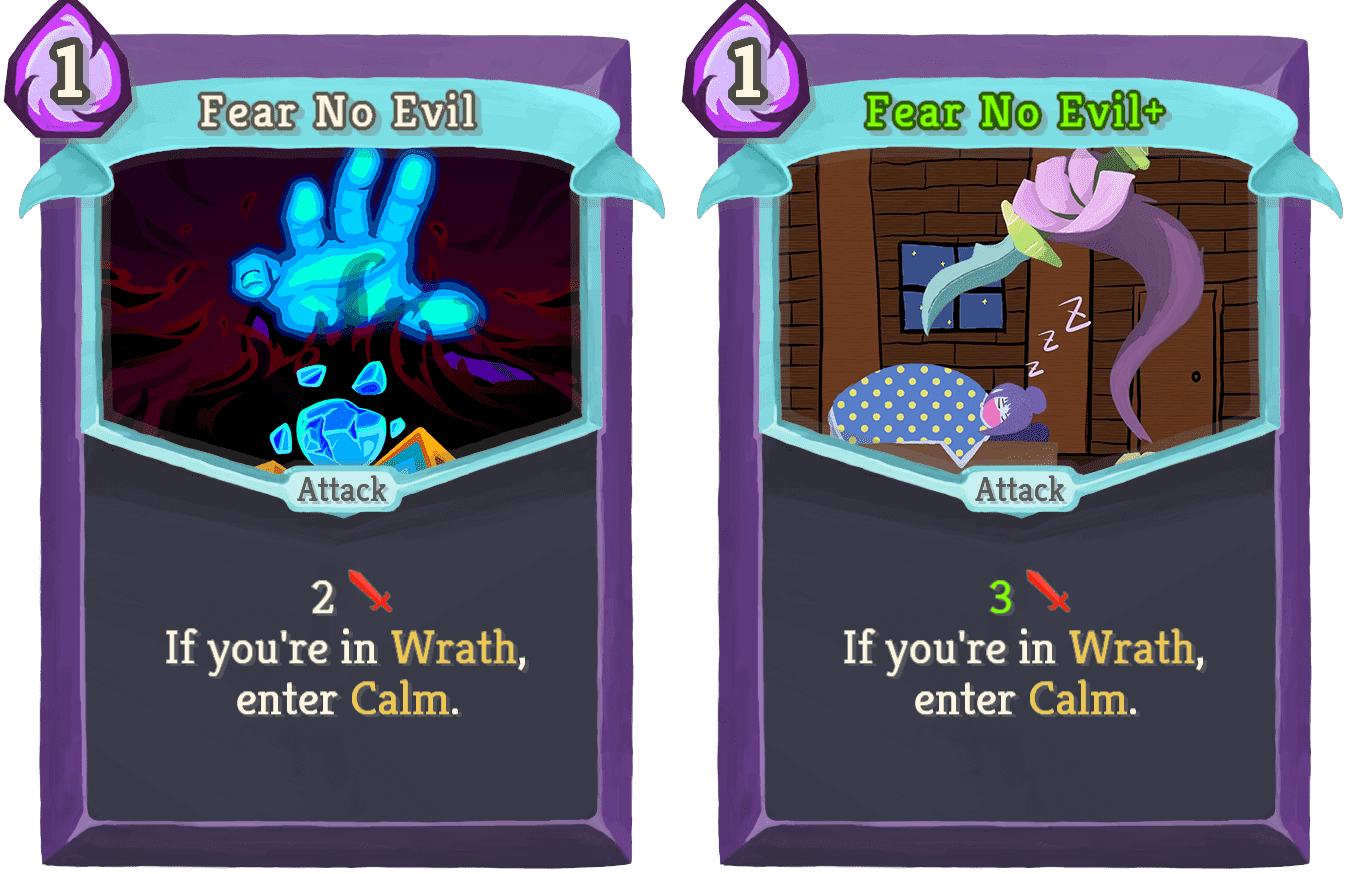 1
Fear No Evil
Attack
2
If you're in Wrath,
enter Calm.
1
Fear No Evil+
z z Z
Attack
3
If you're in Wrath,
enter Calm.